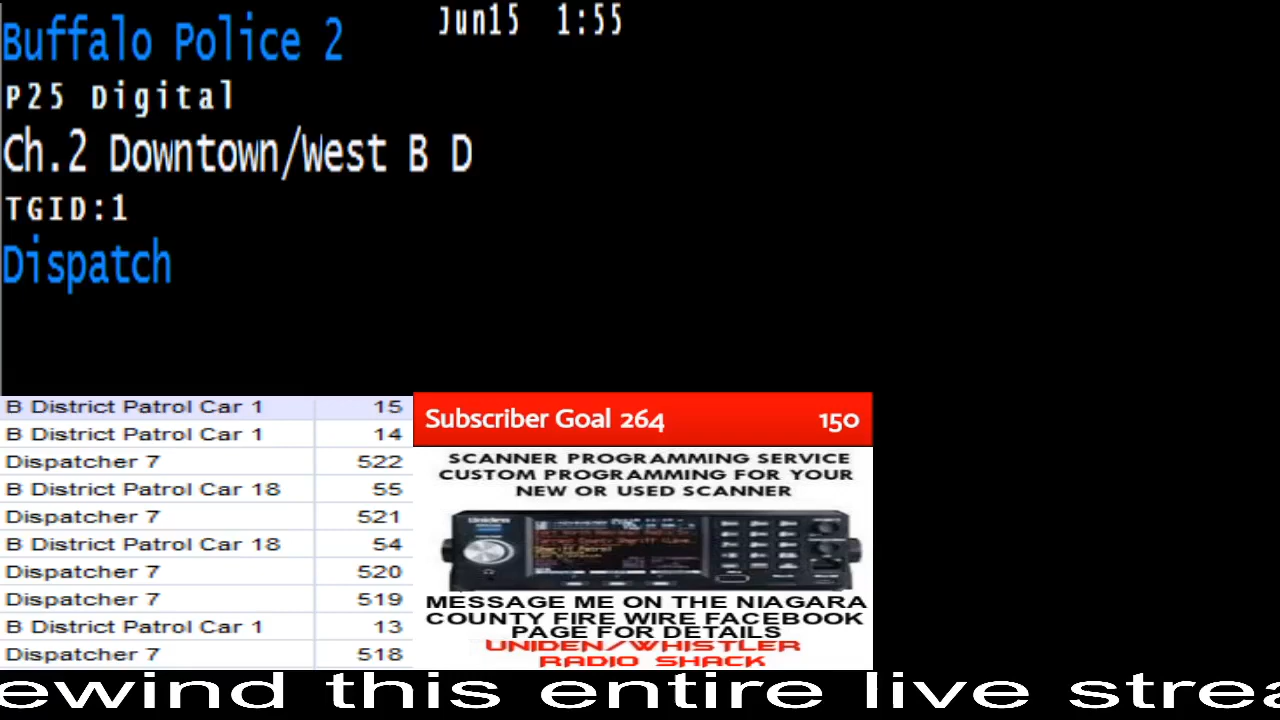 Buffalo Police 2
Jun15 1:55
P25 Digital
Ch.2 Downtown/West B D
TGID:1
Dispatch
B District Patrol Car 1 15
B District Patrol Car 1 14
Dispatcher 7 522
B District Patrol Car 18 55
Dispatcher 7 521
B District Patrol Car 18 54
Dispatcher 7 520
Dispatcher 7 519
B District Patrol Car 1 13
Dispatcher 7 518
Subscriber Goal 264 150
SCANNER PROGRAMMING SERVICE
CUSTOM PROGRAMMING FOR YOUR
NEW OR USED SCANNER
Uniden
MESSAGE ME ON THE NIAGARA
COUNTY FIRE WIRE FACEBOOK
PAGE FOR DETAILS
UNIDEN/WHISTLER
RADIO SHACK
ewind this entire live strea